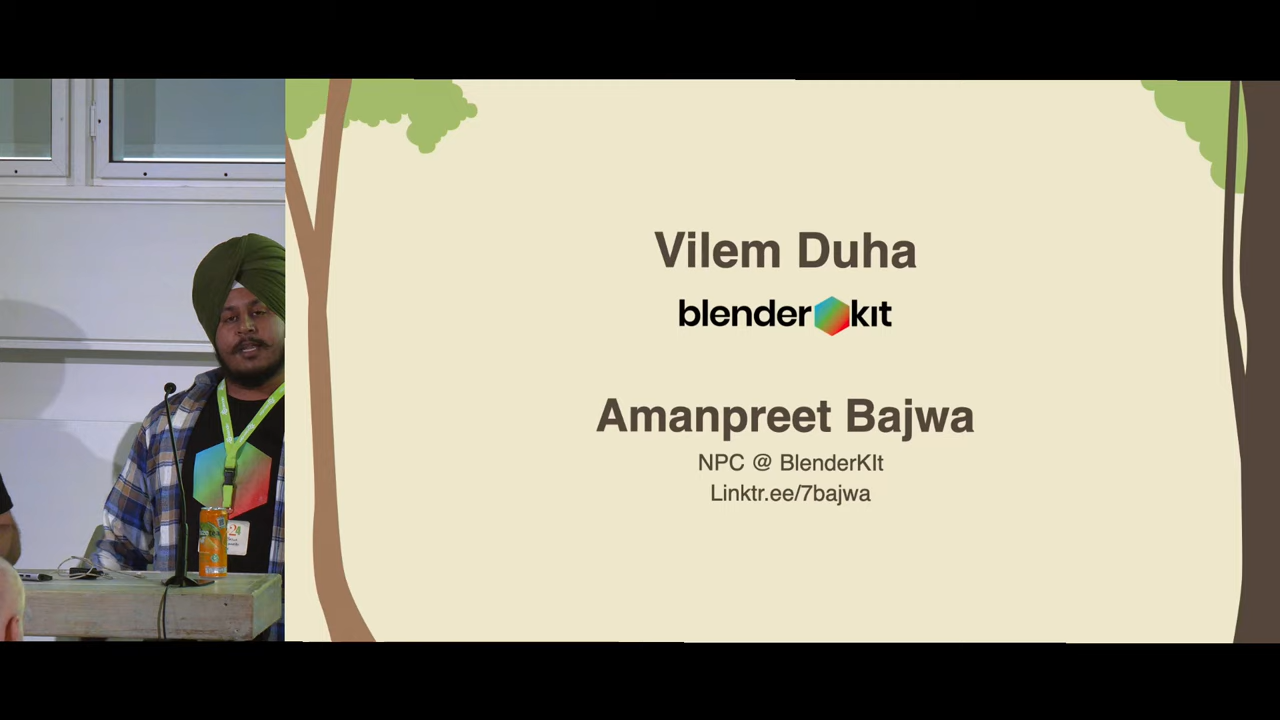 Vilem Duha
blenderkit
Amanpreet Bajwa
NPC @ BlenderKIt
Linktr.ee/7bajwa